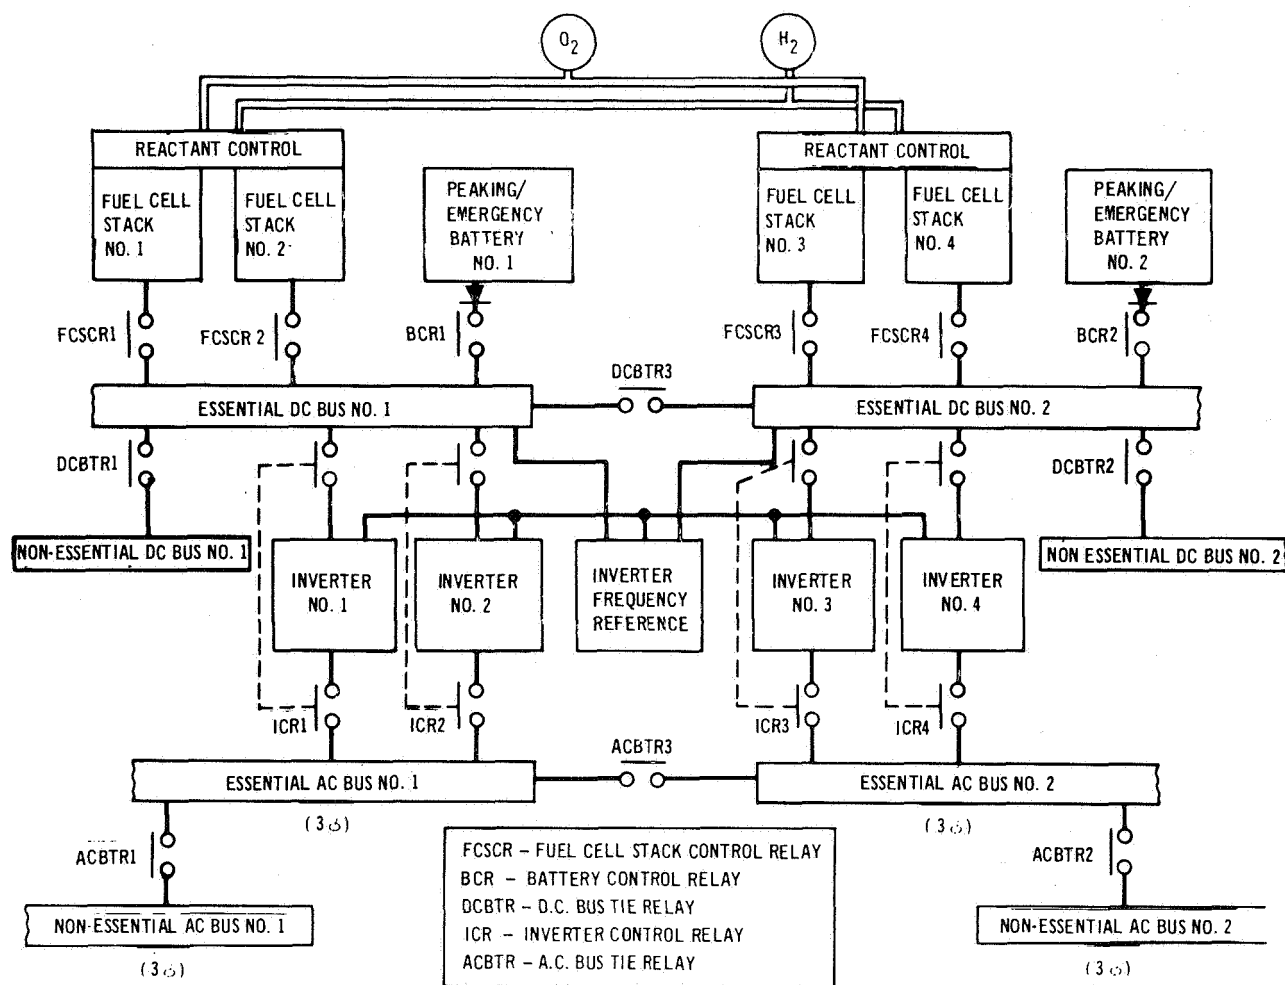 O2
H2
REACTANT CONTROL
REACTANT CONTROL
FUEL CELL
STACK
NO. 1
FUEL CELL
STACK
NO. 2
PEAKING/
EMERGENCY
BATTERY
NO. 1
FUEL CELL
STACK
NO. 3
FUEL CELL
STACK
NO. 4
PEAKING/
EMERGENCY
BATTERY
NO. 2
FCSCR1
FCSCR 2
BCR1
FCSCR3
FCSCR4
BCR2
DCBTR3
ESSENTIAL DC BUS NO. 1
ESSENTIAL DC BUS NO. 2
DCBTR1
DCBTR2
NON-ESSENTIAL DC BUS NO. 1
NON ESSENTIAL DC BUS NO. 2
INVERTER
NO. 1
INVERTER
NO. 2
INVERTER
FREQUENCY
REFERENCE
INVERTER
NO. 3
INVERTER
NO. 4
ICR1
ICR2
ICR3
ICR4
ACBTR3
ESSENTIAL AC BUS NO. 1
ESSENTIAL AC BUS NO. 2
(3ϕ)
(3ϕ)
ACBTR1
ACBTR2
FCSCR – FUEL CELL STACK CONTROL RELAY
BCR – BATTERY CONTROL RELAY
DCBTR – D.C. BUS TIE RELAY
ICR – INVERTER CONTROL RELAY
ACBTR – A.C. BUS TIE RELAY
NON-ESSENTIAL AC BUS NO. 1
NON-ESSENTIAL AC BUS NO. 2
(3ϕ)
(3ϕ)